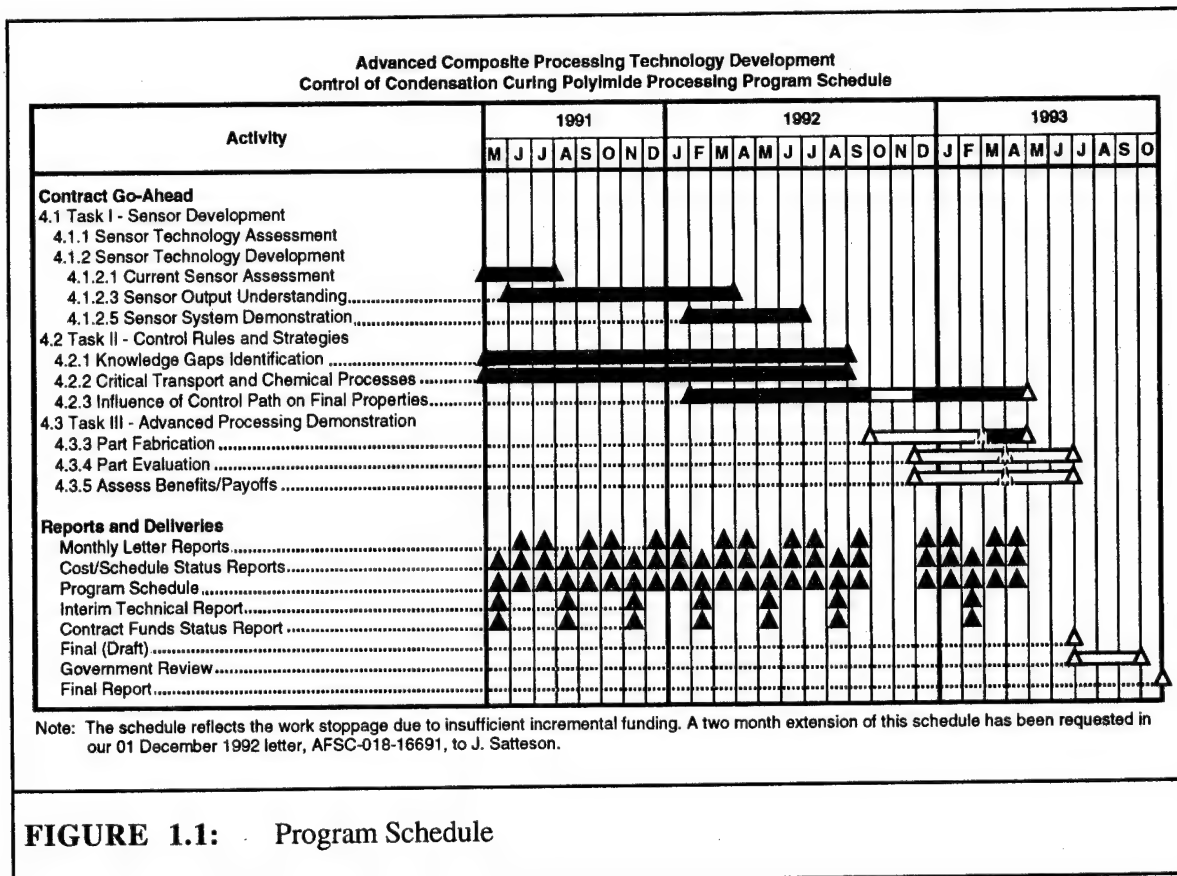 Advanced Composite Processing Technology Development
Control of Condensation Curing Polyimide Processing Program Schedule
Activity
1991 1992 1993
M J J A S O N D J F M A M J J A S O N D J F M A M J J A S O
Contract Go-Ahead
4.1 Task I - Sensor Development
4.1.1 Sensor Technology Assessment
4.1.2 Sensor Technology Development
4.1.2.1 Current Sensor Assessment
4.1.2.3 Sensor Output Understanding
4.1.2.5 Sensor System Demonstration
4.2 Task II - Control Rules and Strategies
4.2.1 Knowledge Gaps Identification
4.2.2 Critical Transport and Chemical Processes
4.2.3 Influence of Control Path on Final Properties
4.3 Task III - Advanced Processing Demonstration
4.3.3 Part Fabrication
4.3.4 Part Evaluation
4.3.5 Assess Benefits/Payoffs
Reports and Deliveries
Monthly Letter Reports
Cost/Schedule Status Reports
Program Schedule
Interim Technical Report
Contract Funds Status Report
Final (Draft)
Government Review
Final Report
Note: The schedule reflects the work stoppage due to insufficient incremental funding. A two month extension of this schedule has been requested in
our 01 December 1992 letter, AFSC-018-16691, to J. Satteson.
FIGURE 1.1: Program Schedule